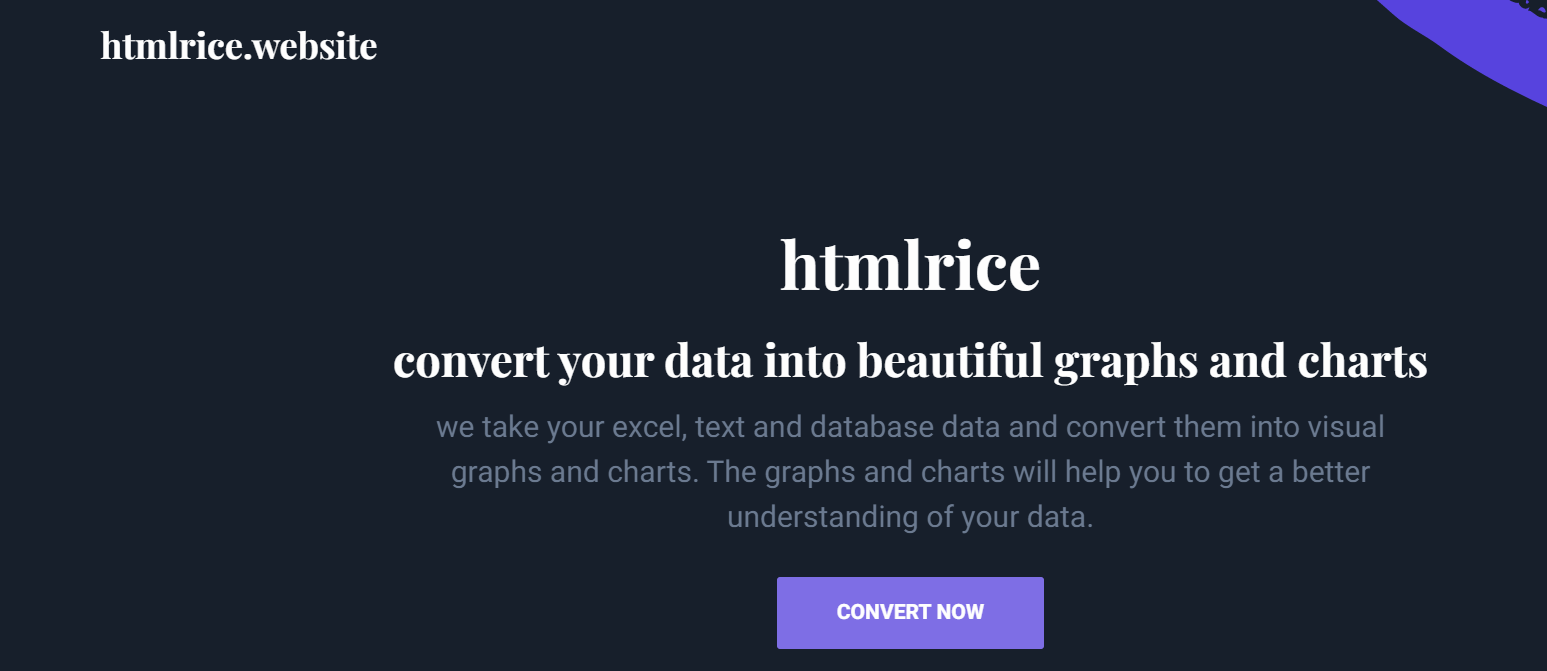 htmlrice.website
htmlrice
convert your data into beautiful graphs and charts
we take your excel, text and database data and convert them into visual
graphs and charts. The graphs and charts will help you to get a better
understanding of your data.
CONVERT NOW